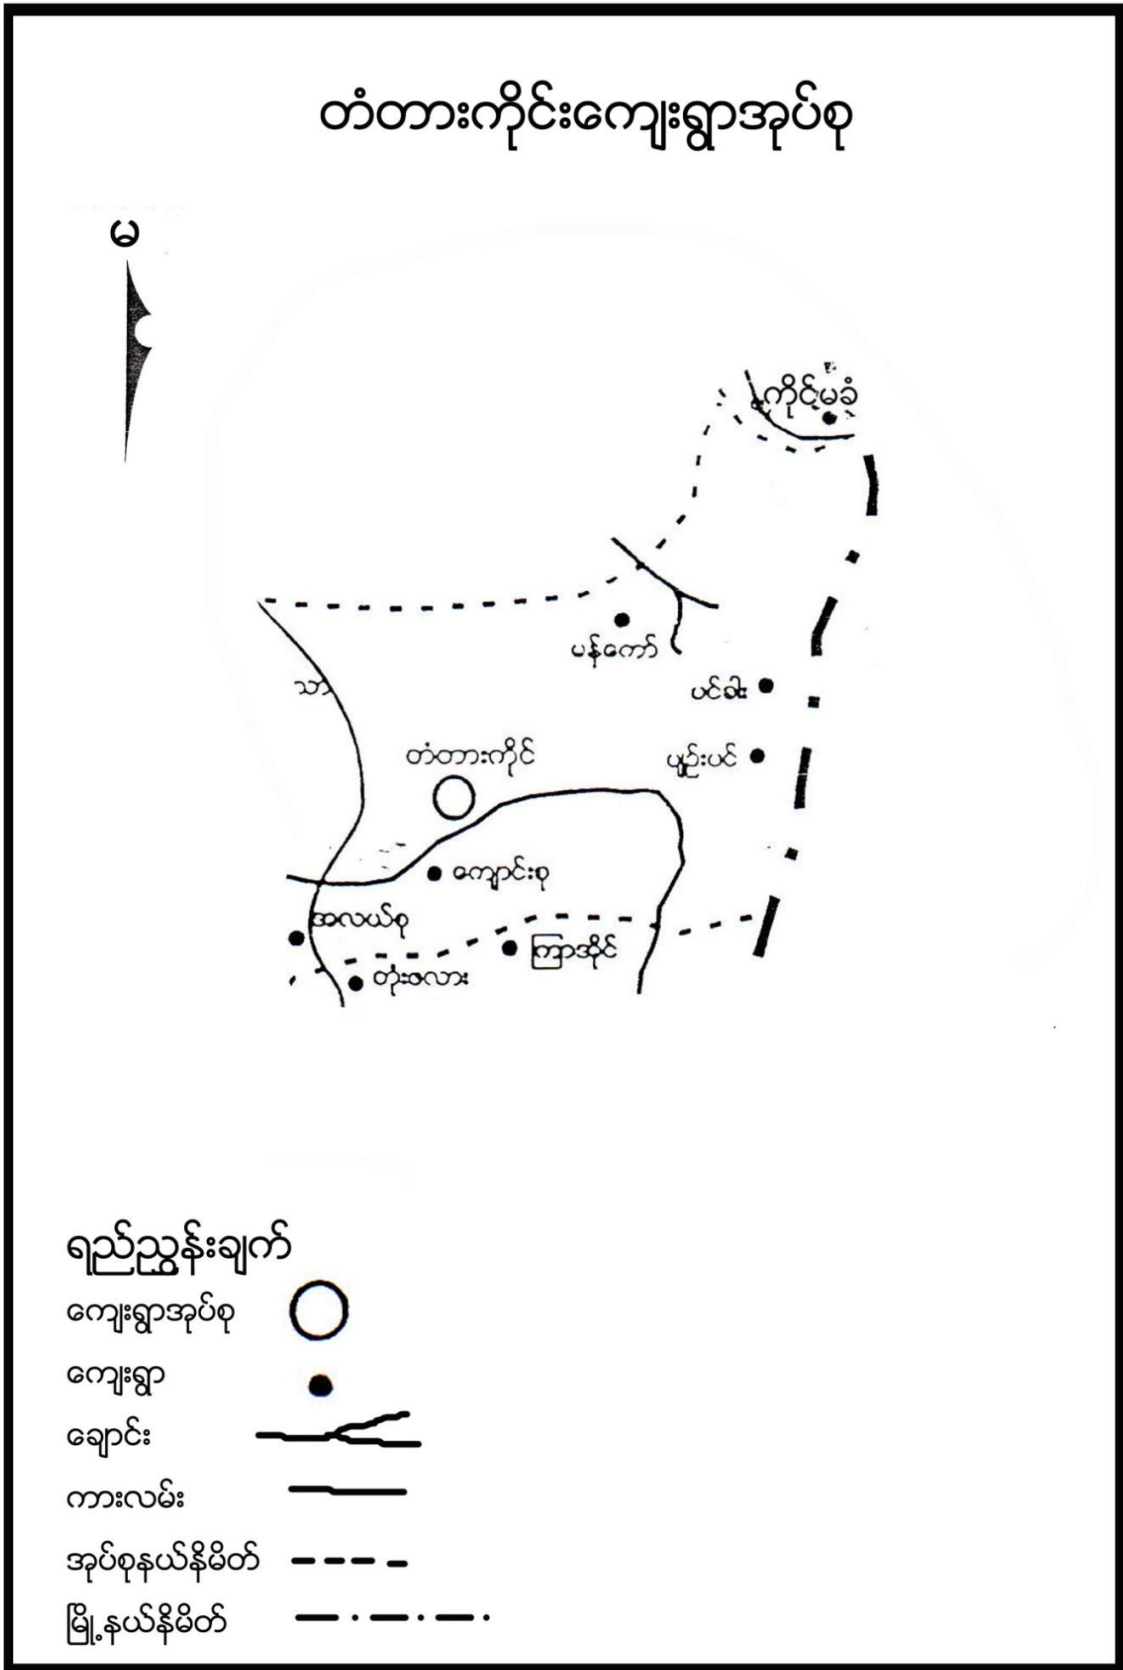 တံတားကိုင်းကျေးရွာအုပ်စု
မ
ကိုင်မခံ
မန်ကော်
ပင်ခါး
သာ
တံတားကိုင်
ပျဉ်းပင်
ကျောင်းစု
အလယ်စု
ကြာအိုင်
တုံးဇလား
ရည်ညွှန်းချက်
ကျေးရွာအုပ်စု
ကျေးရွာ
ချောင်း
ကားလမ်း
အုပ်စုနယ်နိမိတ်
မြို့နယ်နိမိတ်